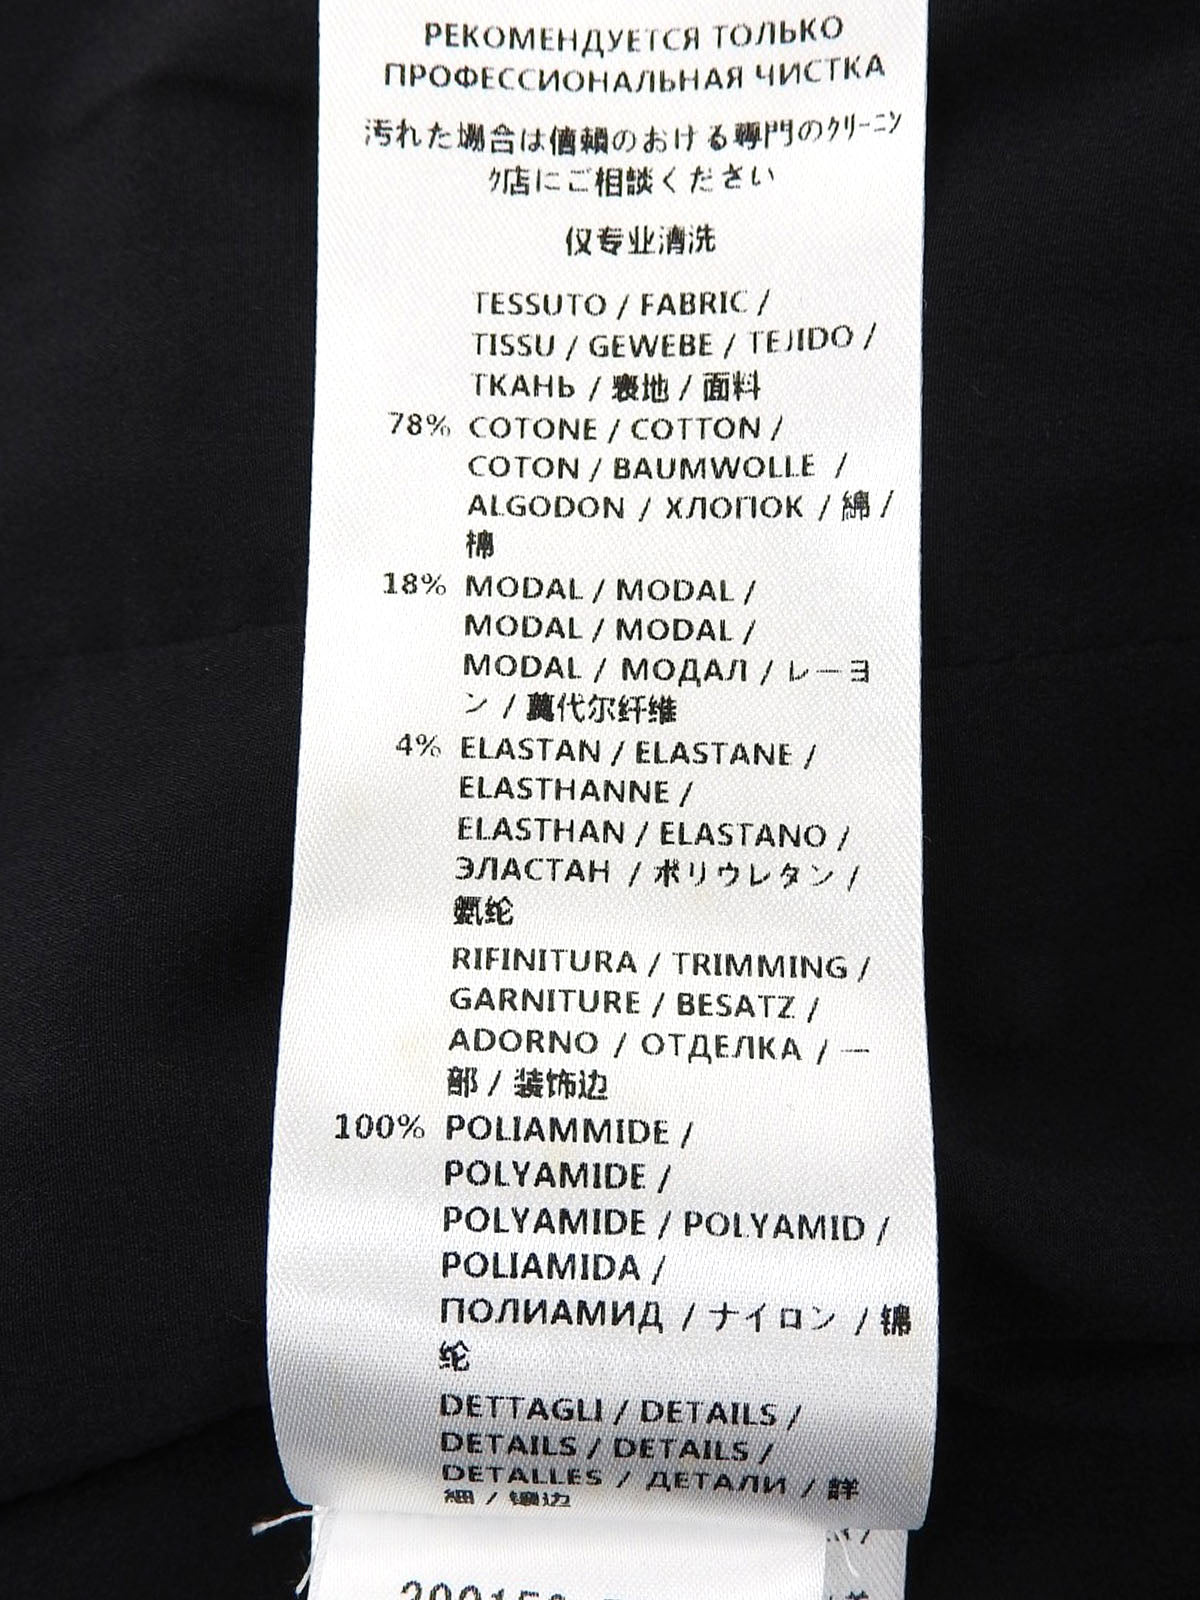 РЕКОМЕНДУЕТСЯ ТОЛЬКО
ПРОФЕССИОНАЛЬНАЯ ЧИСТКА
汚れた場合は信頼のおける専門のクリーニン
ク店にご相談ください
仅专业清洗
TESSUTO / FABRIC /
TISSU / GEWEBE / TEJIDO /
ТКАНЬ / 表地 / 面料
78% COTONE / COTTON /
COTON / BAUMWOLLE /
ALGODON / ХЛОПОК / 綿 /
棉
18% MODAL / MODAL /
MODAL / MODAL /
MODAL / МОДАЛ / レーヨ
ン / 莫代尔纤维
4% ELASTAN / ELASTANE /
ELASTHANNE /
ELASTHAN / ELASTANO /
ЭЛАСТАН / ポリウレタン /
氨纶
RIFINITURA / TRIMMING /
GARNITURE / BESATZ /
ADORNO / ОТДЕЛКА / 一
部 / 装饰边
100% POLIAMMIDE /
POLYAMIDE /
POLYAMIDE / POLYAMID /
POLIAMIDA /
ПОЛИАМИД / ナイロン / 锦
纶
DETTAGLI / DETAILS /
DETAILS / DETAILS /
DETALLES / ДЕТАЛИ / 詳
細 / 镶边